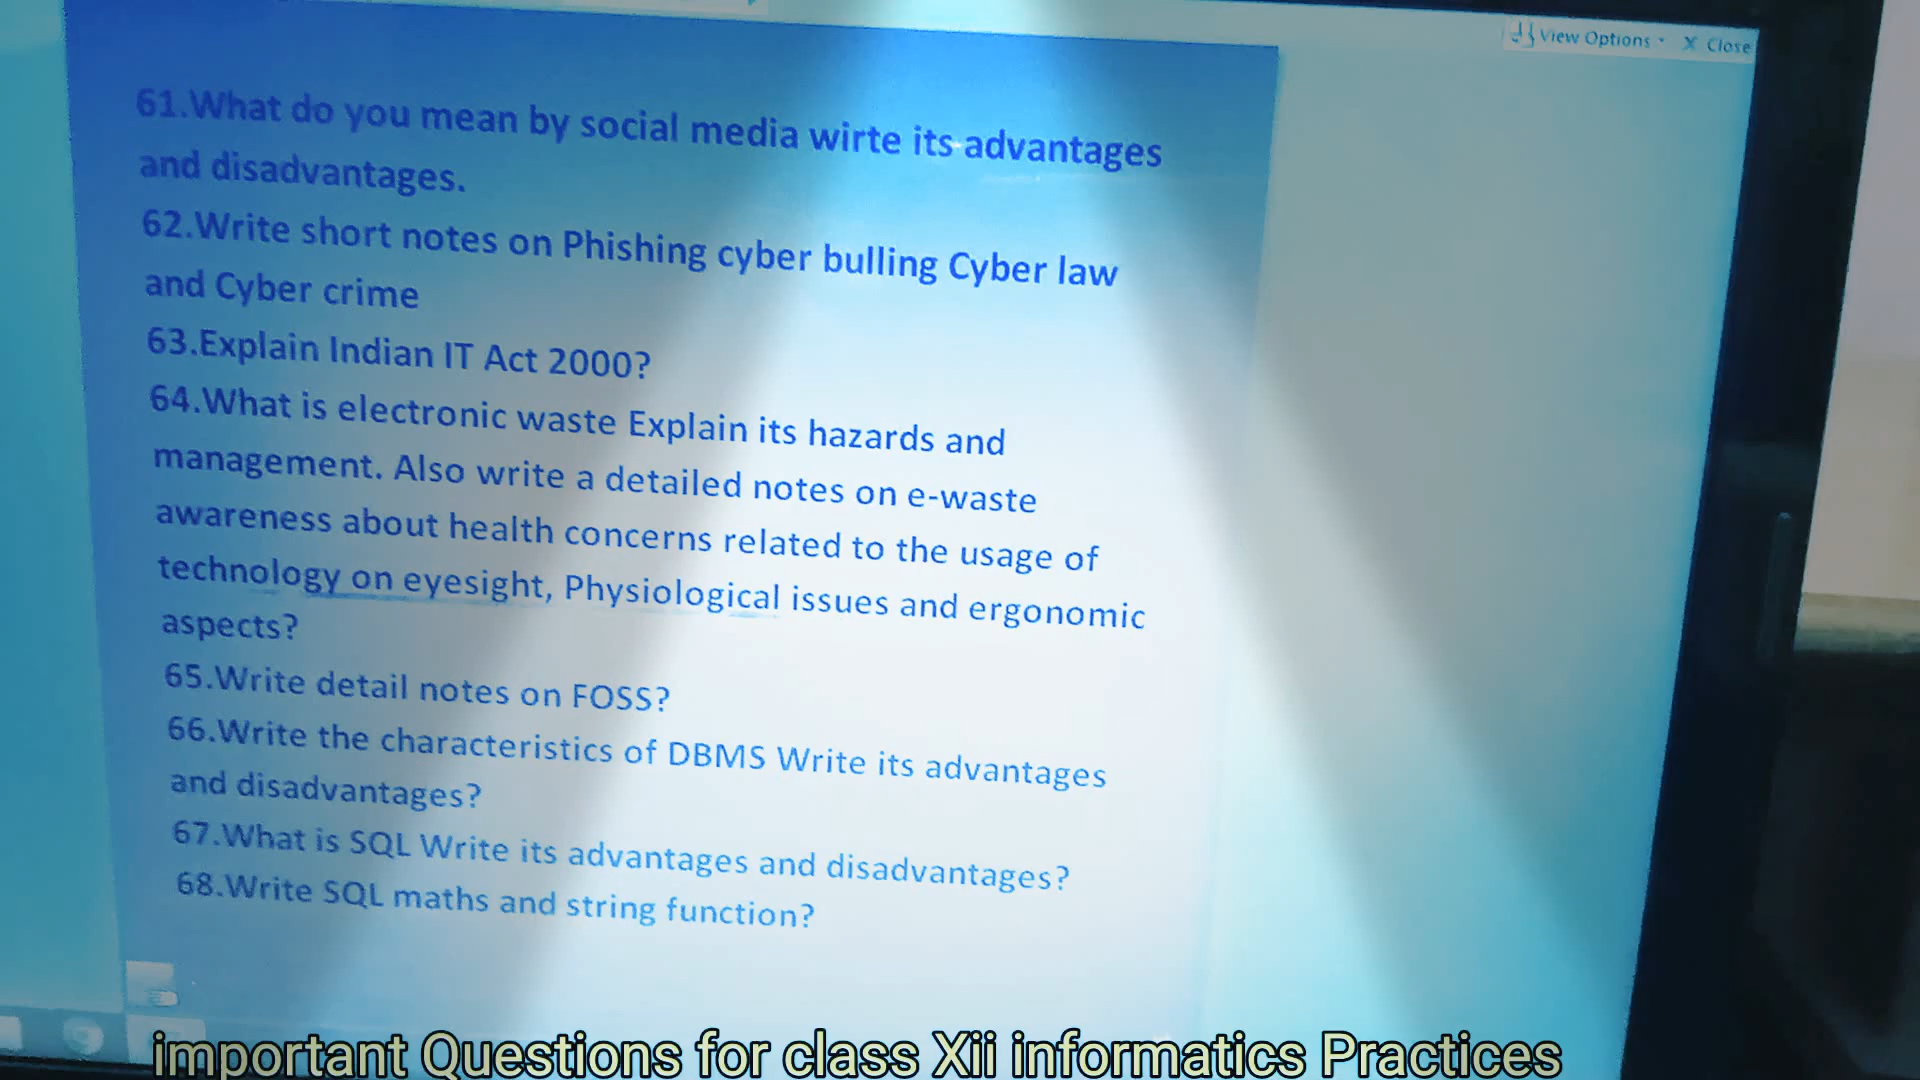 View Options
X Close
61.What do you mean by social media wirte its advantages
and disadvantages.
62.Write short notes on Phishing cyber bulling Cyber law
and Cyber crime
63.Explain Indian IT Act 2000?
64.What is electronic waste Explain its hazards and
management. Also write a detailed notes on e-waste
awareness about health concerns related to the usage of
technology on eyesight, Physiological issues and ergonomic
aspects?
65.Write detail notes on FOSS?
66.Write the characteristics of DBMS Write its advantages
and disadvantages?
67.What is SQL Write its advantages and disadvantages?
68.Write SQL maths and string function?
important Questions for class Xii informatics Practices